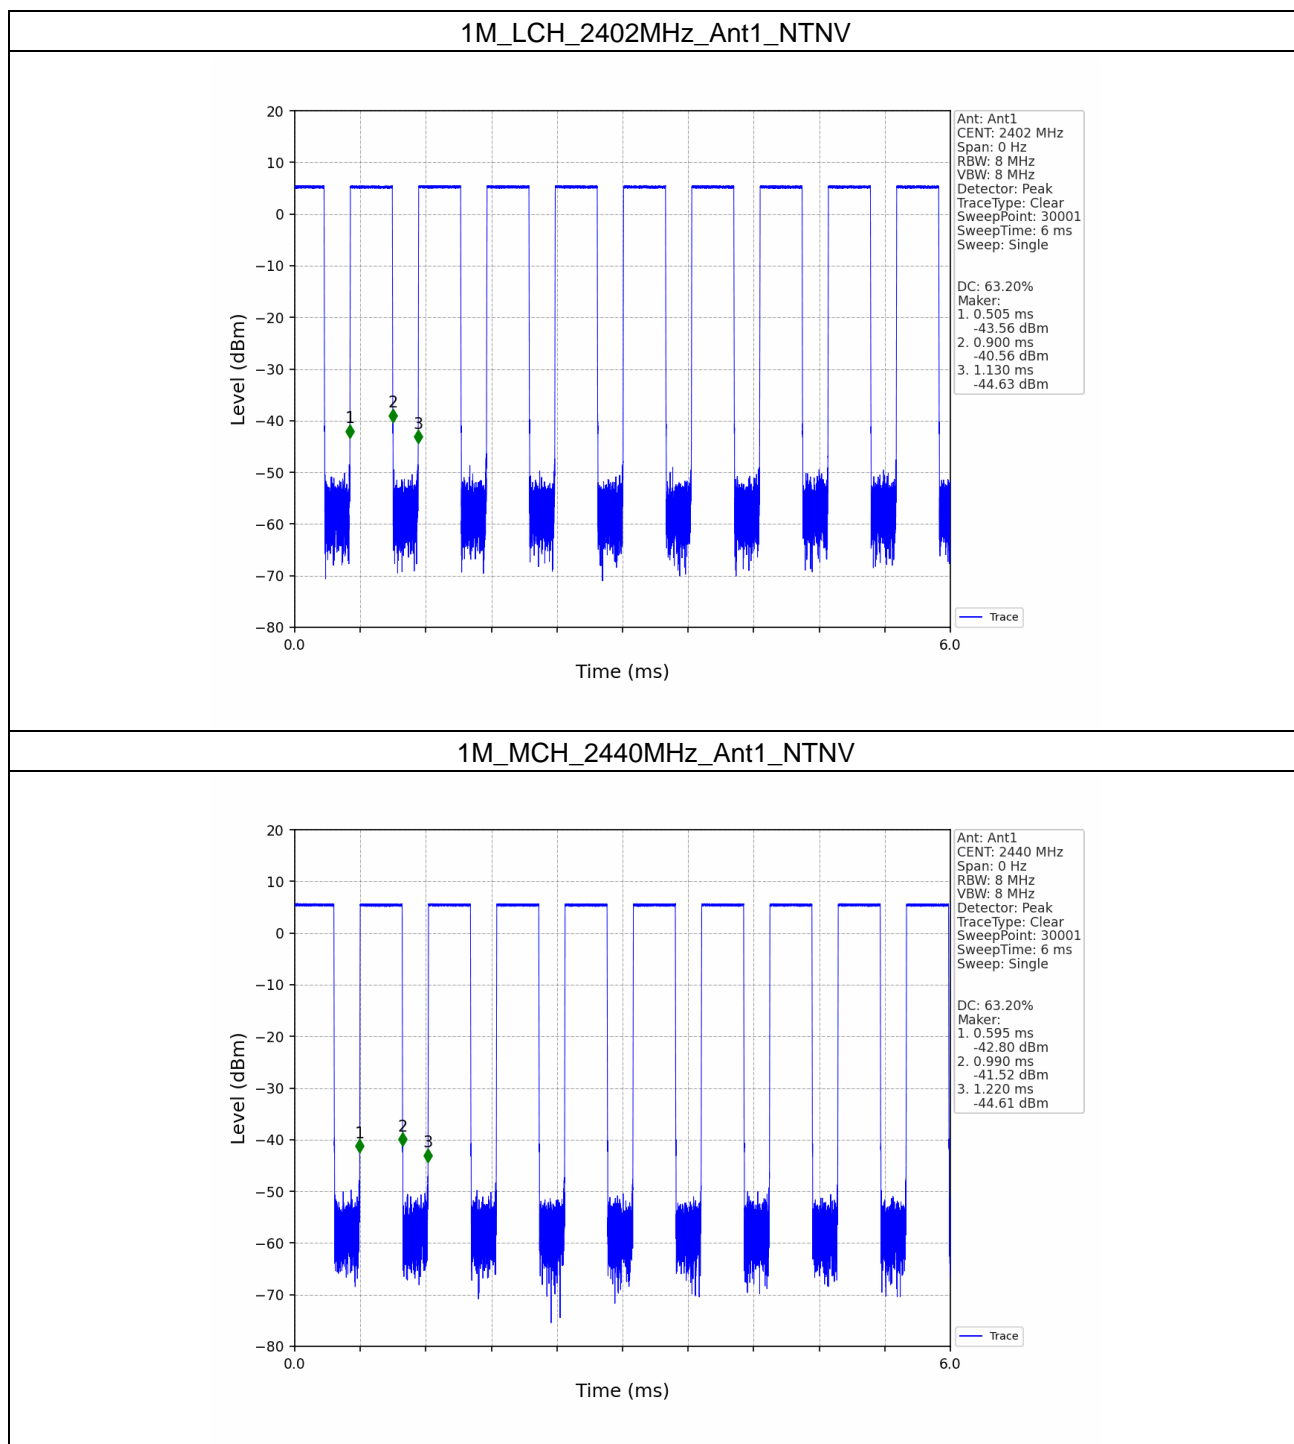 1M_LCH_2402MHz_Ant1_NTNV
20
10
0
−10
−20
−30
−40
−50
−60
−70
−80
Level (dBm)
1
2
3
0.0
6.0
Time (ms)
Ant: Ant1
CENT: 2402 MHz
Span: 0 Hz
RBW: 8 MHz
VBW: 8 MHz
Detector: Peak
TraceType: Clear
SweepPoint: 30001
SweepTime: 6 ms
Sweep: Single
DC: 63.20%
Maker:
1. 0.505 ms
-43.56 dBm
2. 0.900 ms
-40.56 dBm
3. 1.130 ms
-44.63 dBm
Trace
1M_MCH_2440MHz_Ant1_NTNV
20
10
0
−10
−20
−30
−40
−50
−60
−70
−80
Level (dBm)
1
2
3
0.0
6.0
Time (ms)
Ant: Ant1
CENT: 2440 MHz
Span: 0 Hz
RBW: 8 MHz
VBW: 8 MHz
Detector: Peak
TraceType: Clear
SweepPoint: 30001
SweepTime: 6 ms
Sweep: Single
DC: 63.20%
Maker:
1. 0.595 ms
-42.80 dBm
2. 0.990 ms
-41.52 dBm
3. 1.220 ms
-44.61 dBm
Trace